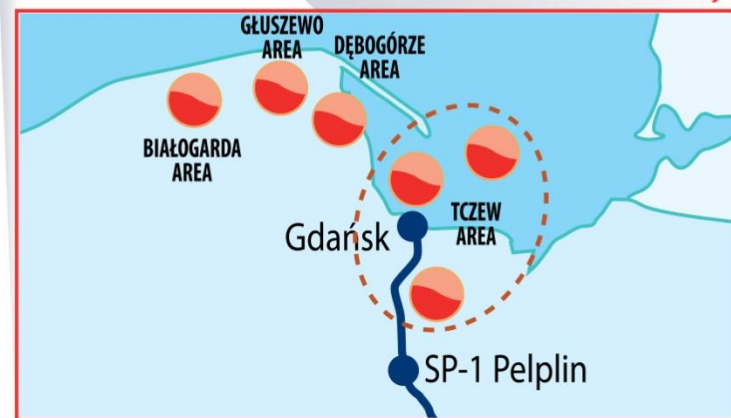 GŁUSZEWO
AREA
DĘBOGÓRZE
AREA
BIAŁOGARDA
AREA
TCZEW
AREA
Gdańsk
SP-1 Pelplin